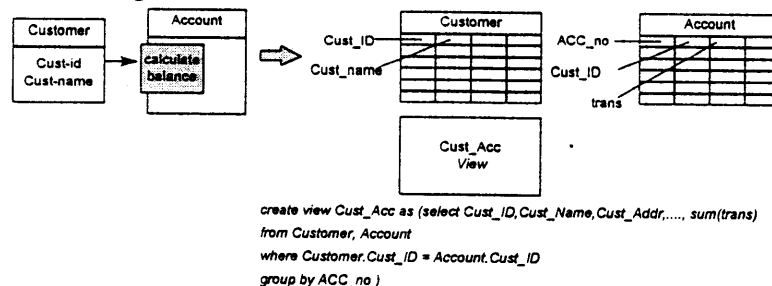 Customer
Cust-id
Cust-name
Account
calculate
balance
Customer
Cust_ID
Cust_name
Account
ACC_no
Cust_ID
trans
Cust_Acc
View
create view Cust_Acc as (select Cust_ID,Cust_Name,Cust_Addr,...., sum(trans)
from Customer, Account
where Customer.Cust_ID = Account.Cust_ID
group by ACC_no )